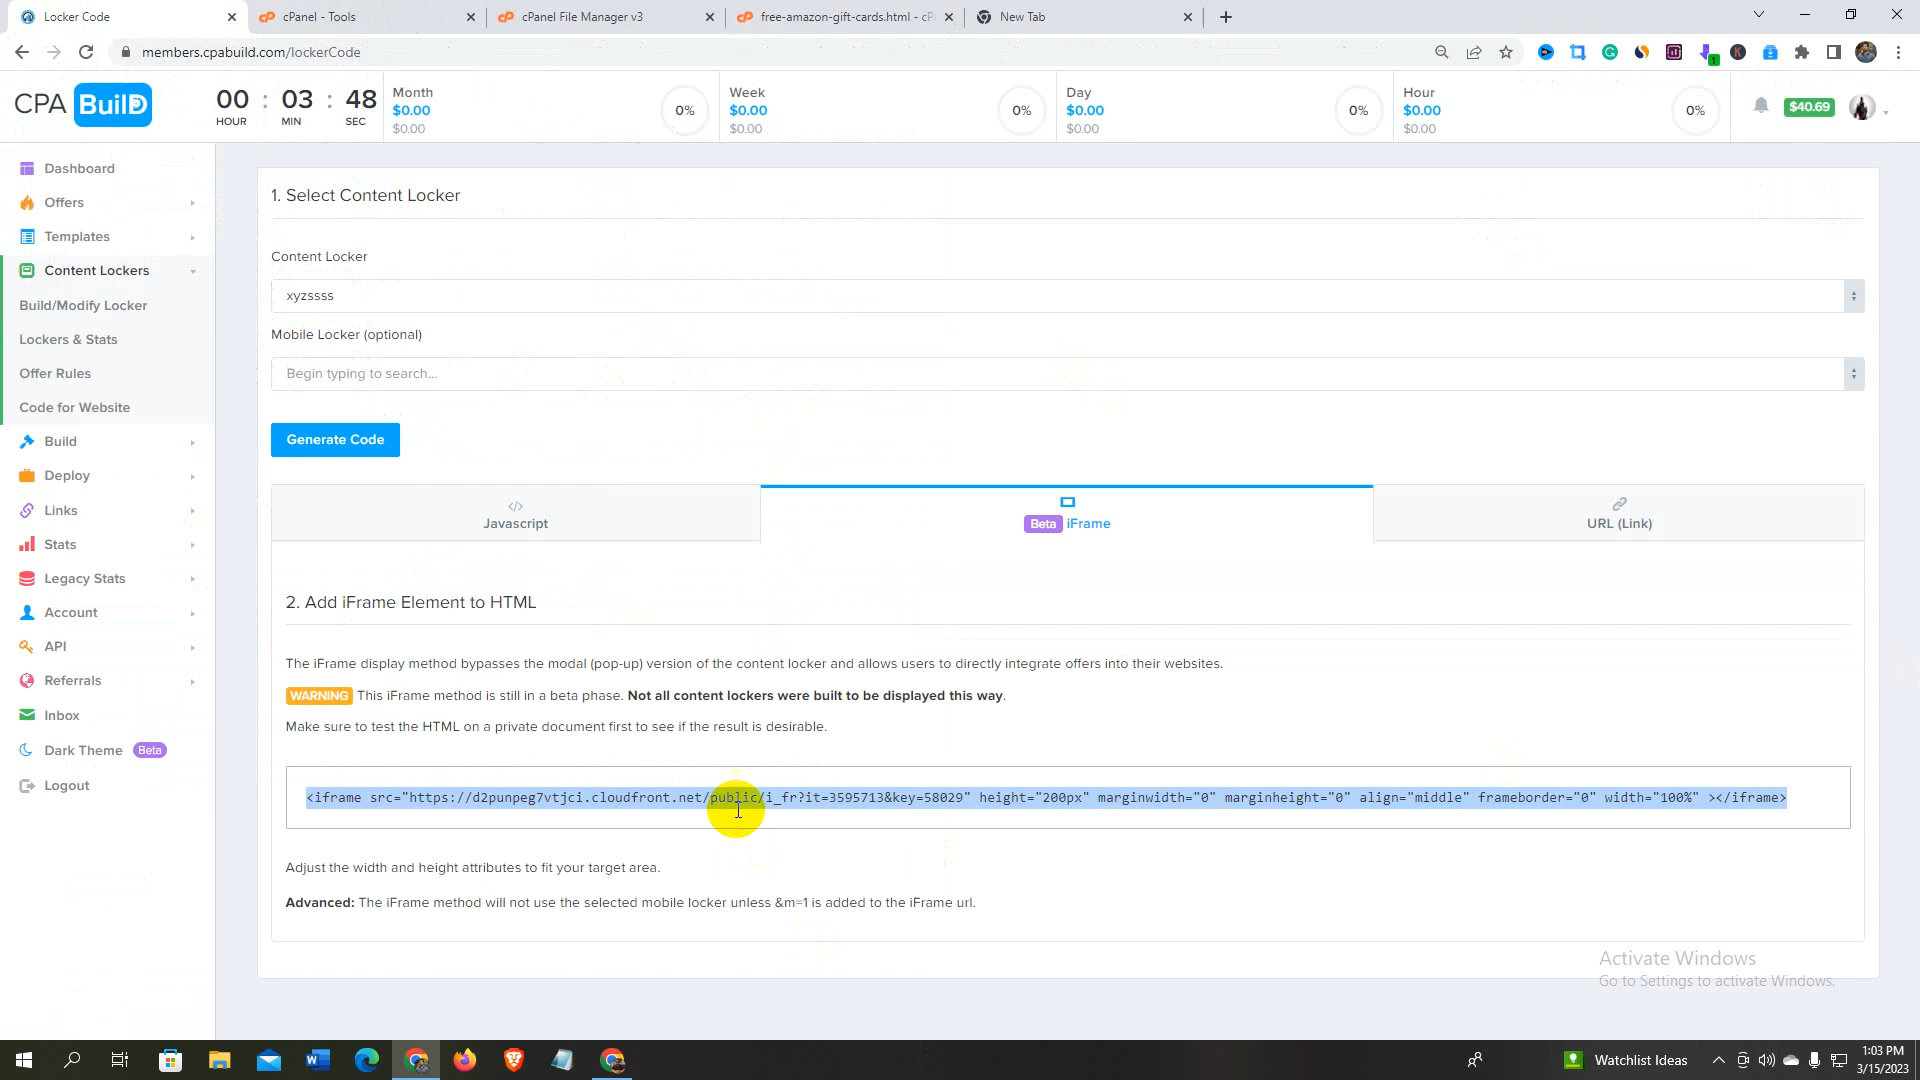 Locker Code
cPanel - Tools
cPanel File Manager v3
free-amazon-gift-cards.html - cP
New Tab
members.cpabuild.com/lockerCode
1
CPA BuilD
00 : 03 : 48
HOUR MIN SEC
Month
$0.00
$0.00
0%
Week
$0.00
$0.00
0%
Day
$0.00
$0.00
0%
Hour
$0.00
$0.00
0%
$40.69
Dashboard
Offers
Templates
Content Lockers
Build/Modify Locker
Lockers & Stats
Offer Rules
Code for Website
Build
Deploy
Links
Stats
Legacy Stats
Account
API
Referrals
Inbox
Dark Theme Beta
Logout
1. Select Content Locker
Content Locker
xyzssss
Mobile Locker (optional)
Begin typing to search...
Generate Code
</>
Javascript
Beta iFrame
URL (Link)
2. Add iFrame Element to HTML
The iFrame display method bypasses the modal (pop-up) version of the content locker and allows users to directly integrate offers into their websites.
WARNING This iFrame method is still in a beta phase. Not all content lockers were built to be displayed this way.
Make sure to test the HTML on a private document first to see if the result is desirable.
<iframe src="https://d2punpeg7vtjci.cloudfront.net/public/i_fr?it=3595713&key=58029" height="200px" marginwidth="0" marginheight="0" align="middle" frameborder="0" width="100%" ></iframe>
Adjust the width and height attributes to fit your target area.
Advanced: The iFrame method will not use the selected mobile locker unless &m=1 is added to the iFrame url.
Activate Windows
Go to Settings to activate Windows.
Watchlist Ideas
1:03 PM
3/15/2023